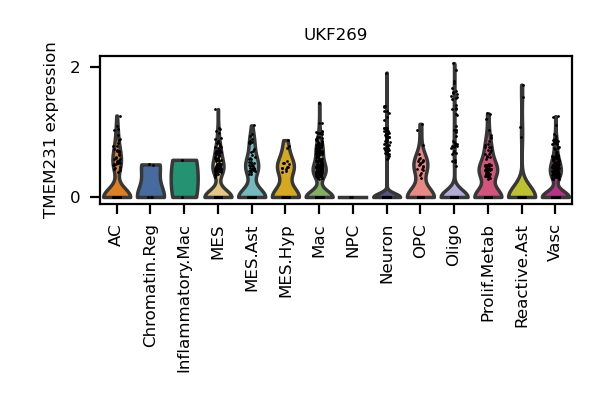 UKF269
TMEM231 expression
2
0
AC
Chromatin.Reg
Inflammatory.Mac
MES
MES.Ast
MES.Hyp
Mac
NPC
Neuron
OPC
Oligo
Prolif.Metab
Reactive.Ast
Vasc